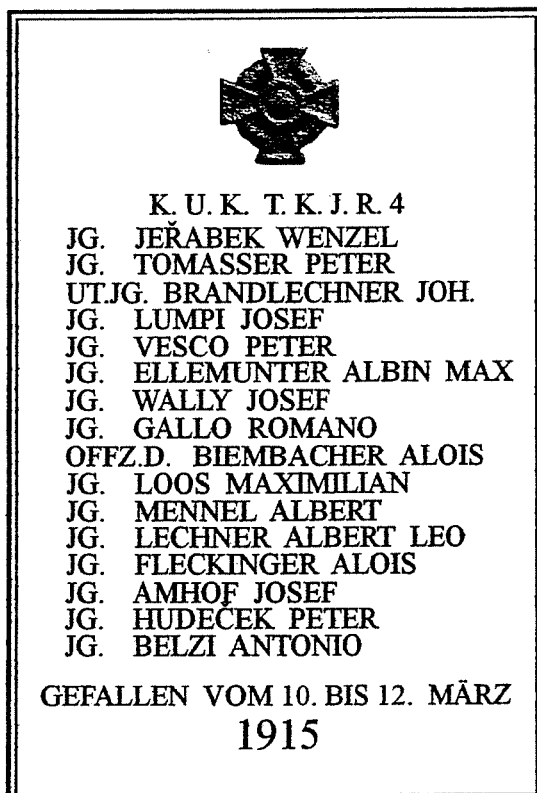 K. U. K. T. K. J. R. 4
JG. JEŘABEK WENZEL
JG. TOMASSER PETER
UT.JG. BRANDLECHNER JOH.
JG. LUMPI JOSEF
JG. VESCO PETER
JG. ELLEMUNTER ALBIN MAX
JG. WALLY JOSEF
JG. GALLO ROMANO
OFFZ.D. BIEMBACHER ALOIS
JG. LOOS MAXIMILIAN
JG. MENNEL ALBERT
JG. LECHNER ALBERT LEO
JG. FLECKINGER ALOIS
JG. AMHOF JOSEF
JG. HUDEČEK PETER
JG. BELZI ANTONIO
GEFALLEN VOM 10. BIS 12. MÄRZ
1915